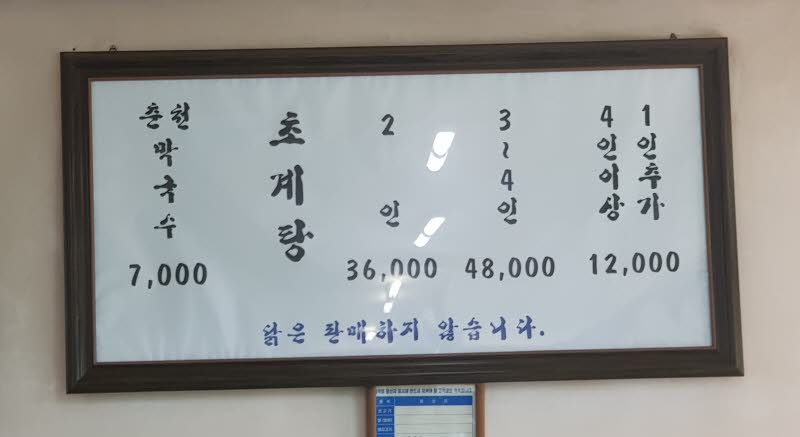 춘천막국수
7,000
초계탕
2인
36,000
3~4인
48,000
4인이상
1인추가
12,000
닭은 판매하지 않습니다.